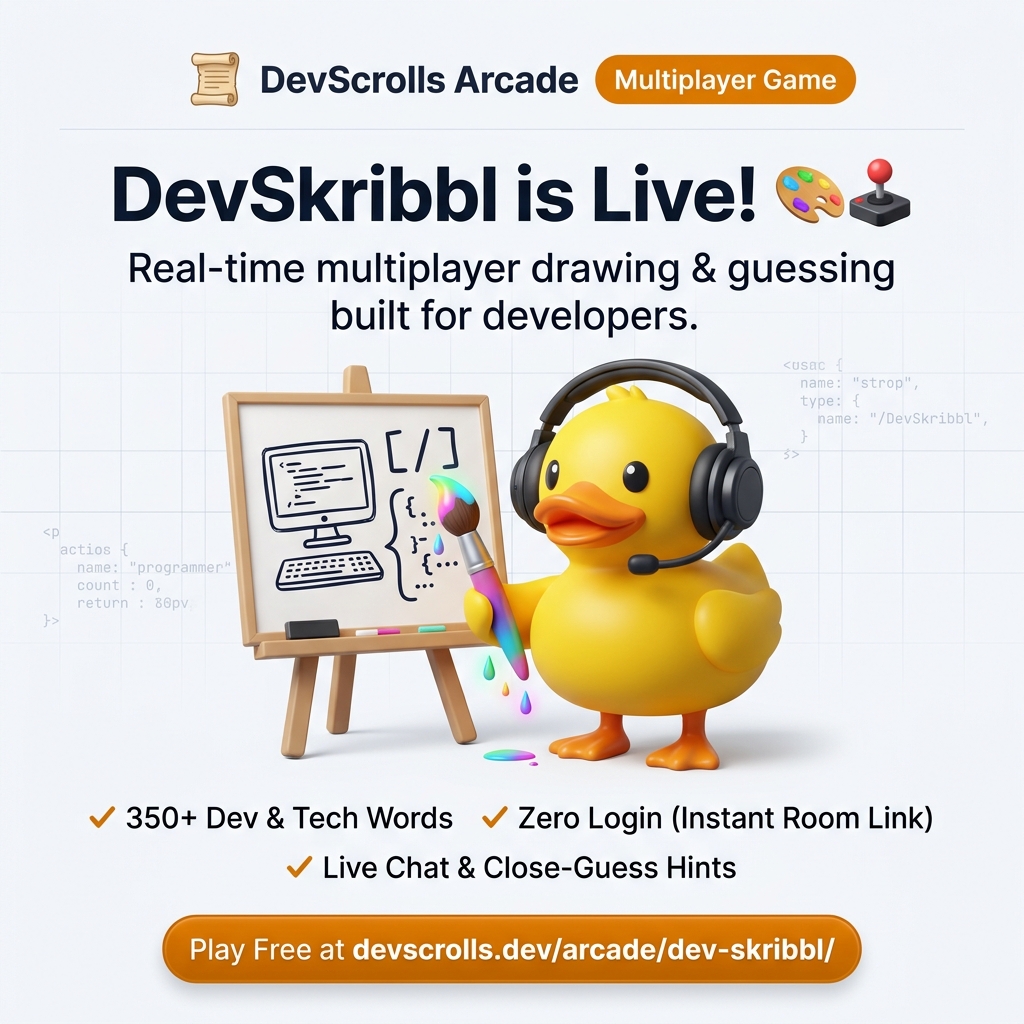 DevScrolls Arcade
Multiplayer Game
DevSkribbl is Live!
Real-time multiplayer drawing & guessing
built for developers.
<usac {
name: "strop",
type: {
name: "/DevSkribbl",
}
}>
[/]
<p
actios {
name: "programmer"
count : 0,
return :
}>
✓ 350+ Dev & Tech Words
✓ Zero Login (Instant Room Link)
✓ Live Chat & Close-Guess Hints
Play Free at devscrolls.dev/arcade/dev-skribbl/